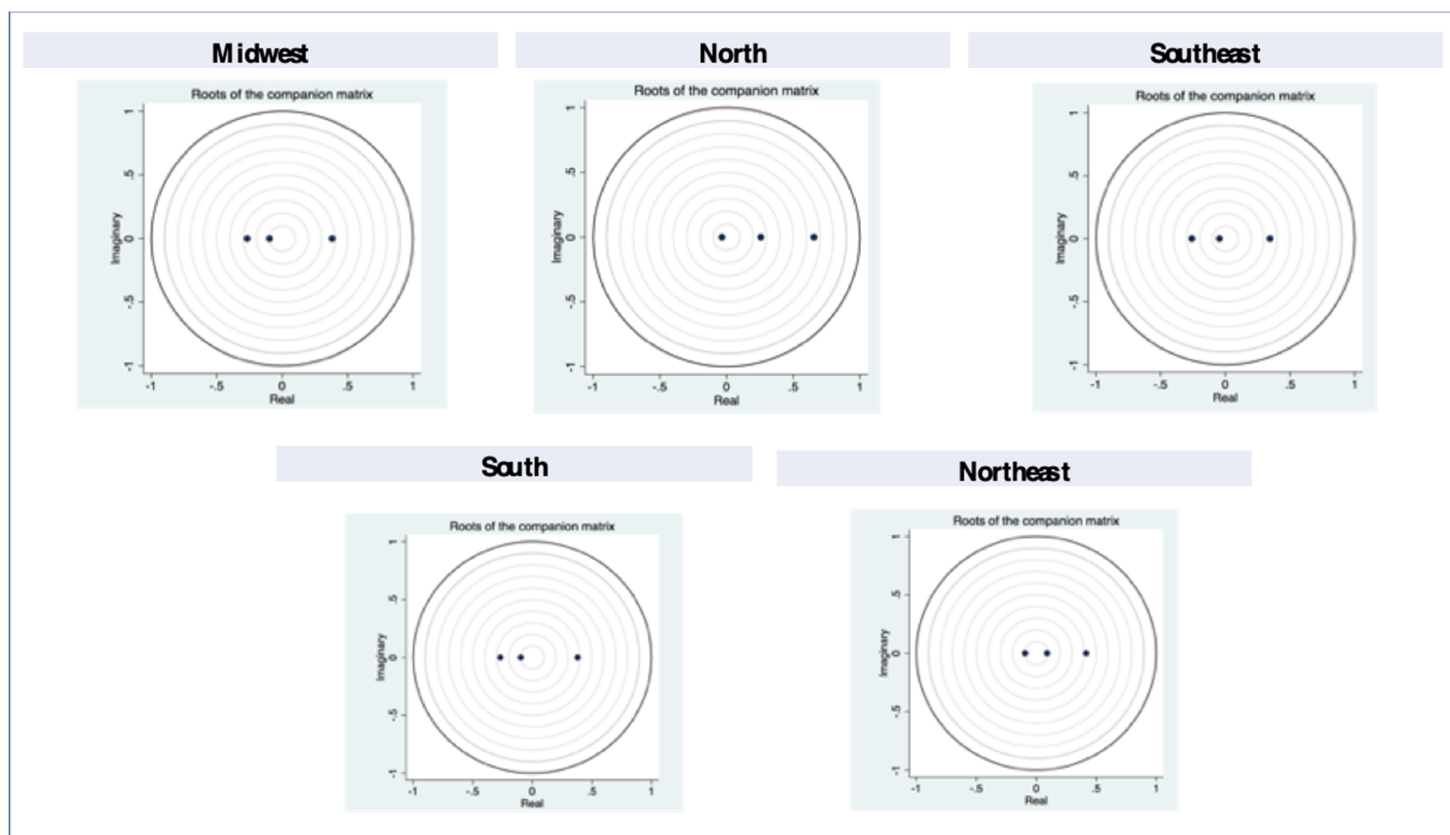 Midwest
North
Southeast
Roots of the companion matrix
Roots of the companion matrix
Roots of the companion matrix
Imaginary
1
.5
0
-.5
-1
-1
-.5
0
.5
1
Real
Imaginary
1
.5
0
-.5
-1
-1
-.5
0
.5
1
Real
Imaginary
1
.5
0
-.5
-1
-1
-.5
0
.5
1
Real
South
Northeast
Roots of the companion matrix
Roots of the companion matrix
Imaginary
1
.5
0
-.5
-1
-1
-.5
0
.5
1
Real
Imaginary
1
.5
0
-.5
-1
-1
-.5
0
.5
1
Real